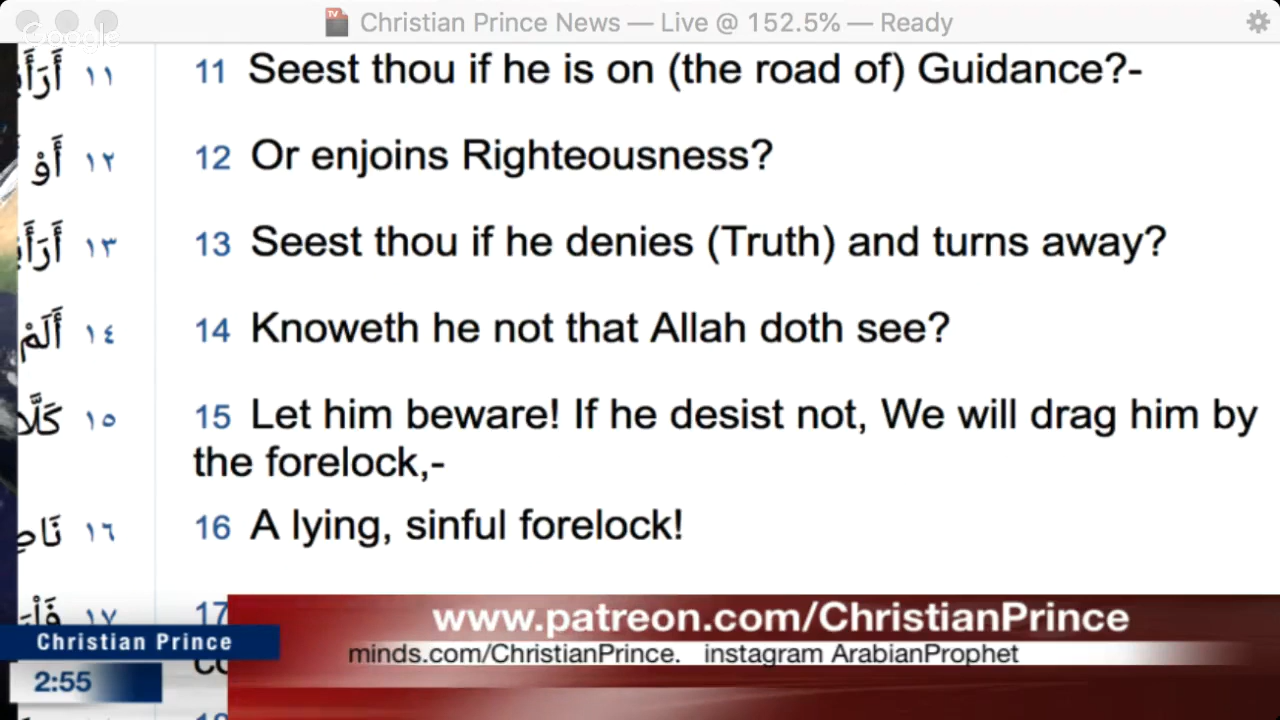 Christian Prince News — Live @ 152.5% — Ready
Google
١١ 11 Seest thou if he is on (the road of) Guidance?-
١٢ أَوْ 12 Or enjoins Righteousness?
١٣ 13 Seest thou if he denies (Truth) and turns away?
١٤ أَلَمْ 14 Knoweth he not that Allah doth see?
١٥ كَلَّا 15 Let him beware! If he desist not, We will drag him by
the forelock,-
١٦ 16 A lying, sinful forelock!
١٧ 17
www.patreon.com/ChristianPrince
Christian Prince
minds.com/ChristianPrince. instagram ArabianProphet
2:55